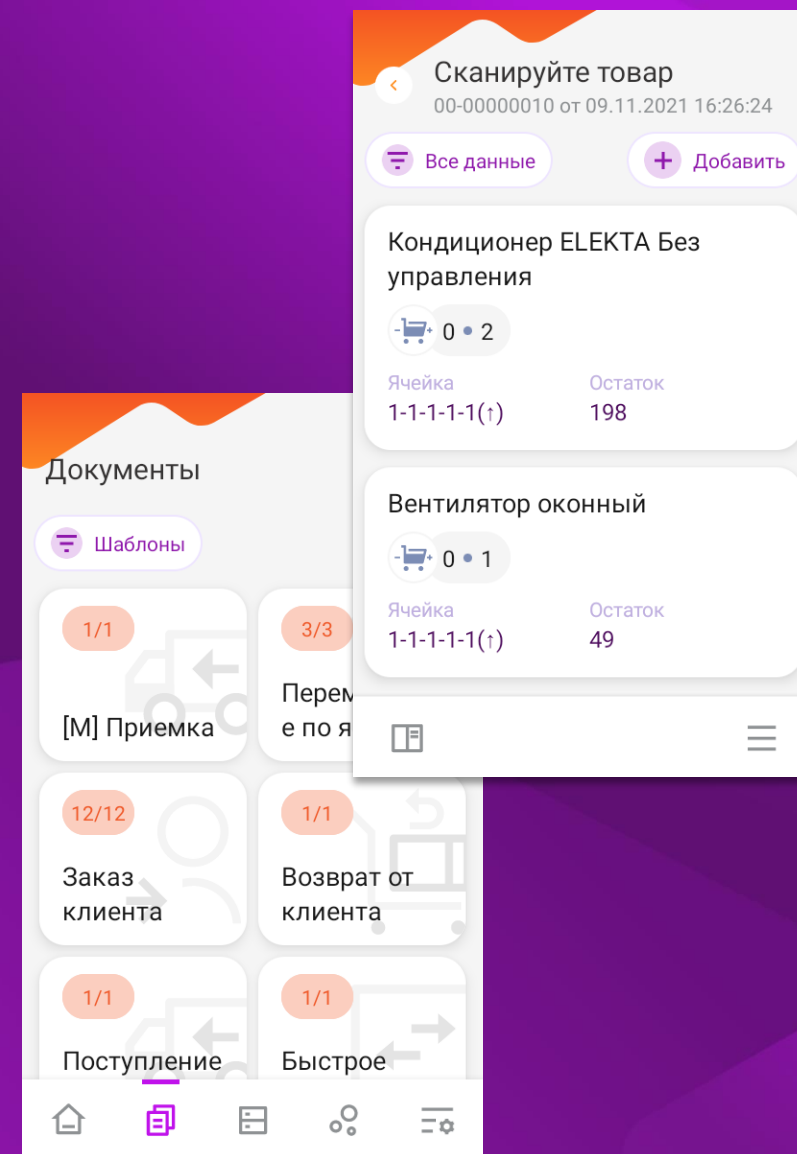 Сканируйте товар
00-00000010 от 09.11.2021 16:26:24
Все данные
Добавить
Кондиционер ELEKTA Без
управления
0 • 2
Ячейка
Остаток
1-1-1-1-1(↑)
198
Вентилятор оконный
0 • 1
Ячейка
Остаток
1-1-1-1-1(↑)
49
Документы
Шаблоны
1/1
[М] Приемка
3/3
Перем
е по я
12/12
Заказ
клиента
1/1
Возврат от
клиента
1/1
Поступление
1/1
Быстрое